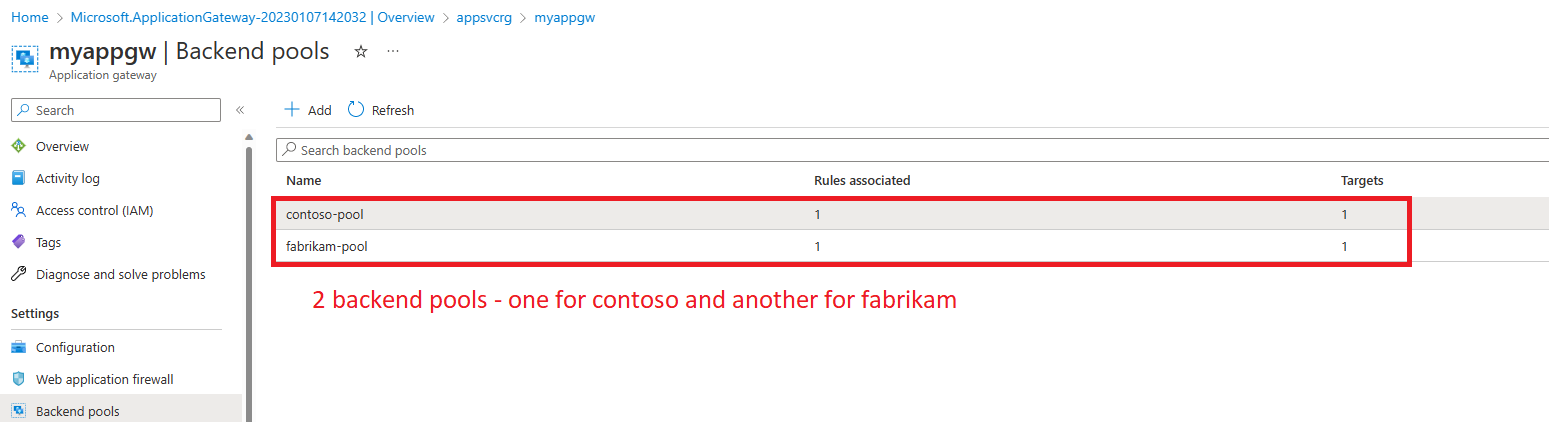 Home > Microsoft.ApplicationGateway-20230107142032 | Overview > appsvcrg > myappgw
myappgw | Backend pools
Application gateway
Search
Overview
Activity log
Access control (IAM)
Tags
Diagnose and solve problems
Settings
Configuration
Web application firewall
Backend pools
Add Refresh
Search backend pools
Name Rules associated Targets
contoso-pool 1 1
fabrikam-pool 1 1
2 backend pools - one for contoso and another for fabrikam